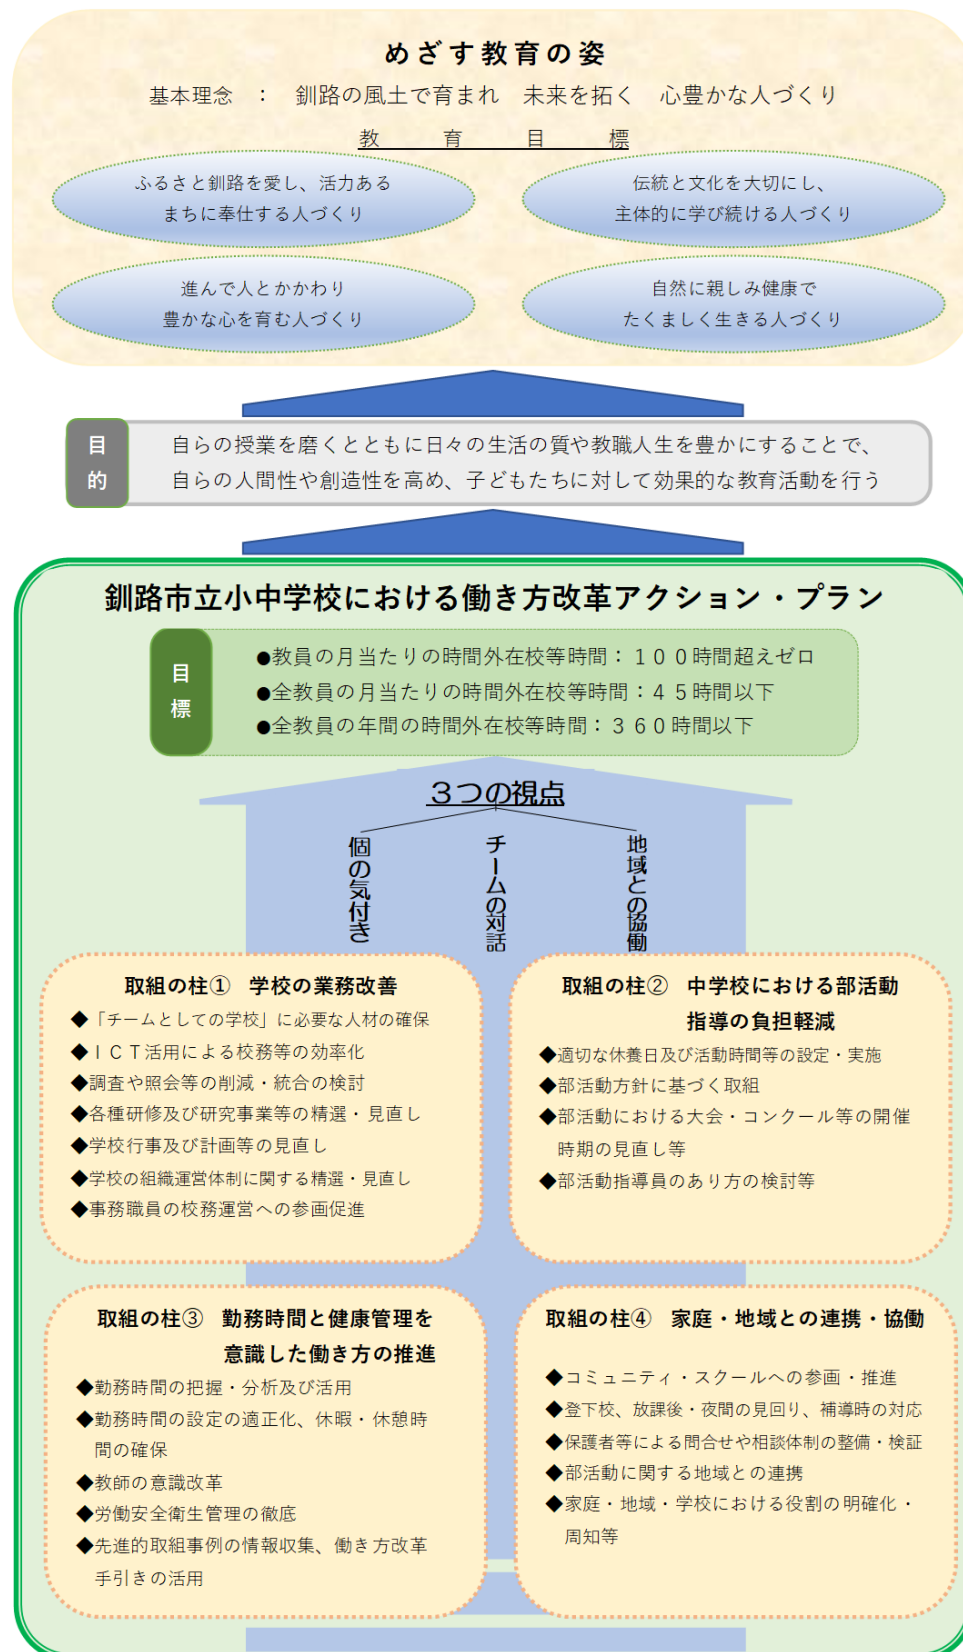 めざす教育の姿
基本理念　：　釧路の風土で育まれ　未来を拓く　心豊かな人づくり
教　育　目　標
ふるさと釧路を愛し、活力ある
まちに奉仕する人づくり
伝統と文化を大切にし、
主体的に学び続ける人づくり
進んで人とかかわり
豊かな心を育む人づくり
自然に親しみ健康で
たくましく生きる人づくり
目的
自らの授業を磨くとともに日々の生活の質や教職人生を豊かにすることで、
自らの人間性や創造性を高め、子どもたちに対して効果的な教育活動を行う
釧路市立小中学校における働き方改革アクション・プラン
目標
●教員の月当たりの時間外在校等時間：１００時間超えゼロ
●全教員の月当たりの時間外在校等時間：４５時間以下
●全教員の年間の時間外在校等時間：３６０時間以下
３つの視点
個の気付き
チームの対話
地域との協働
取組の柱①　学校の業務改善
◆「チームとしての学校」に必要な人材の確保
◆ＩＣＴ活用による校務等の効率化
◆調査や照会等の削減・統合の検討
◆各種研修及び研究事業等の精選・見直し
◆学校行事及び計画等の見直し
◆学校の組織運営体制に関する精選・見直し
◆事務職員の校務運営への参画促進
取組の柱②　中学校における部活動
指導の負担軽減
◆適切な休養日及び活動時間等の設定・実施
◆部活動方針に基づく取組
◆部活動における大会・コンクール等の開催
時期の見直し等
◆部活動指導員のあり方の検討等
取組の柱③　勤務時間と健康管理を
意識した働き方の推進
◆勤務時間の把握・分析及び活用
◆勤務時間の設定の適正化、休暇・休憩時
間の確保
◆教師の意識改革
◆労働安全衛生管理の徹底
◆先進的取組事例の情報収集、働き方改革
手引きの活用
取組の柱④　家庭・地域との連携・協働
◆コミュニティ・スクールへの参画・推進
◆登下校、放課後・夜間の見回り、補導時の対応
◆保護者等による問合せや相談体制の整備・検証
◆部活動に関する地域との連携
◆家庭・地域・学校における役割の明確化・
周知等